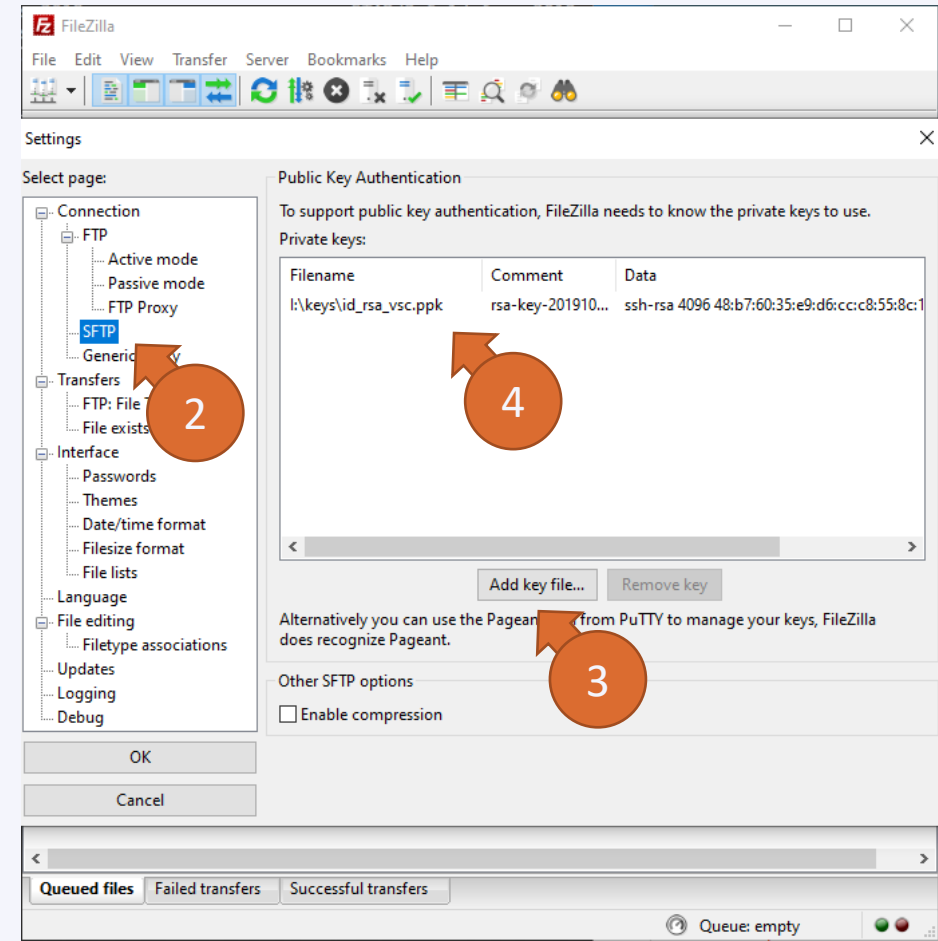 FileZilla
File Edit View Transfer Server Bookmarks Help
Settings
Select page:
Connection
FTP
Active mode
Passive mode
FTP Proxy
SFTP
Generic
Transfers
FTP: File
File exists
Interface
Passwords
Themes
Date/time format
Filesize format
File lists
Language
File editing
Filetype associations
Updates
Logging
Debug
OK
Cancel
2
Public Key Authentication
To support public key authentication, FileZilla needs to know the private keys to use.
Private keys:
Filename Comment Data
I:\keys\id_rsa_vsc.ppk rsa-key-201910... ssh-rsa 4096 48:b7:60:35:e9:d6:cc:c8:55:8c:1
4
Add key file... Remove key
Alternatively you can use the Pagean from PuTTY to manage your keys, FileZilla
does recognize Pageant.
3
Other SFTP options
Enable compression
Queued files Failed transfers Successful transfers
Queue: empty